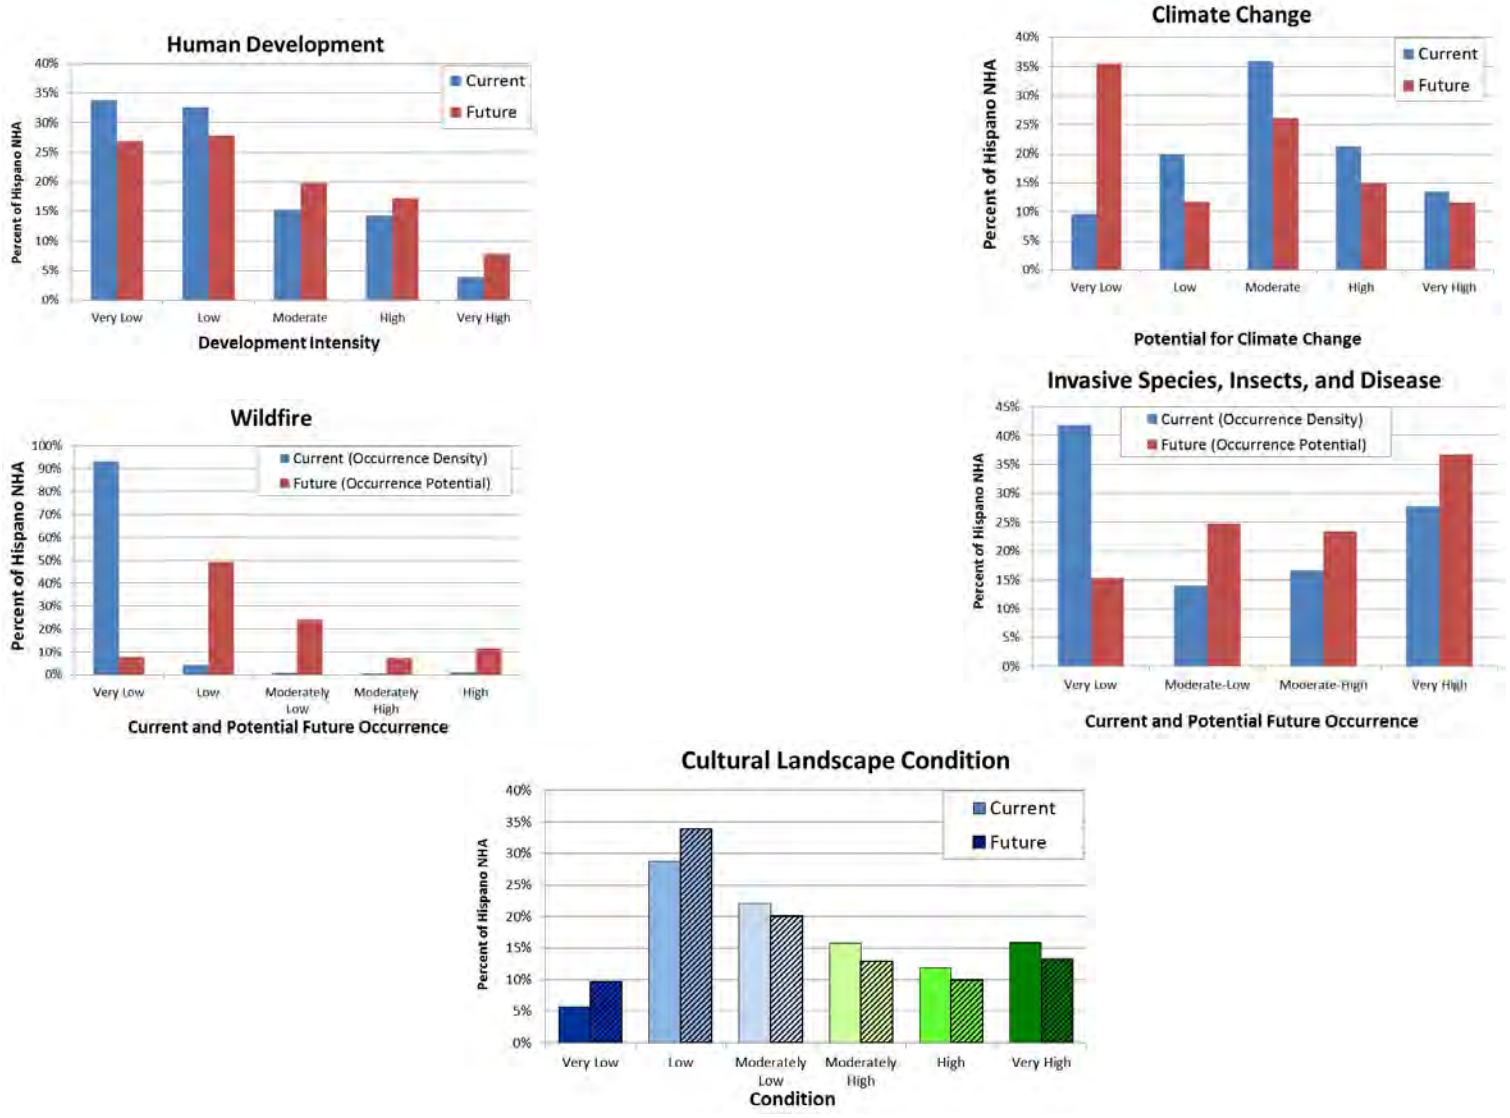 Human Development
40%
35%
30%
25%
20%
15%
10%
5%
0%
Percent of Hispano NHA
Current
Future
Very Low Low Moderate High Very High
Development Intensity
Climate Change
40%
35%
30%
25%
20%
15%
10%
5%
0%
Percent of Hispano NHA
Current
Future
Very Low Low Moderate High Very High
Potential for Climate Change
Wildfire
100%
90%
80%
70%
60%
50%
40%
30%
20%
10%
0%
Percent of Hispano NHA
Current (Occurrence Density)
Future (Occurrence Potential)
Very Low Low Moderately Moderately High
Low High
Current and Potential Future Occurrence
Invasive Species, Insects, and Disease
45%
40%
35%
30%
25%
20%
15%
10%
5%
0%
Percent of Hispano NHA
Current (Occurrence Density)
Future (Occurrence Potential)
Very Low Moderate-Low Moderate-High Very High
Current and Potential Future Occurrence
Cultural Landscape Condition
40%
35%
30%
25%
20%
15%
10%
5%
0%
Percent of Hispano NHA
Current
Future
Very Low Low Moderately Moderately High Very High
Low High
Condition